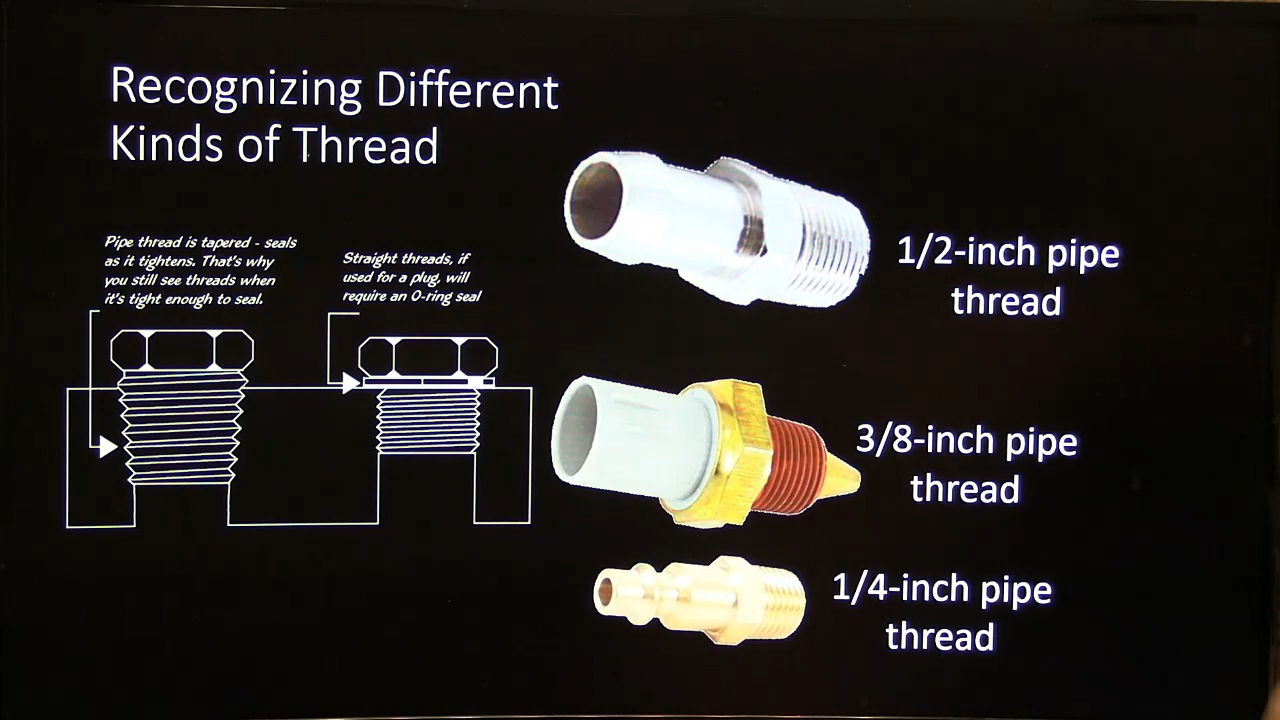 Recognizing Different
Kinds of Thread
Pipe thread is tapered - seals
as it tightens. That's why
you still see threads when
it's tight enough to seal.
Straight threads, if
used for a plug, will
require an O-ring seal
1/2-inch pipe
thread
3/8-inch pipe
thread
1/4-inch pipe
thread